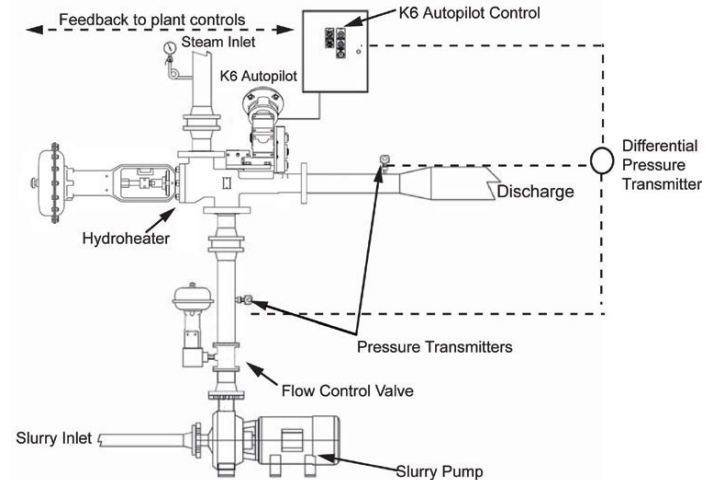 Feedback to plant controls
K6 Autopilot Control
Steam Inlet
K6 Autopilot
Differential
Pressure
Transmitter
Discharge
Hydroheater
Pressure Transmitters
Flow Control Valve
Slurry Inlet
Slurry Pump